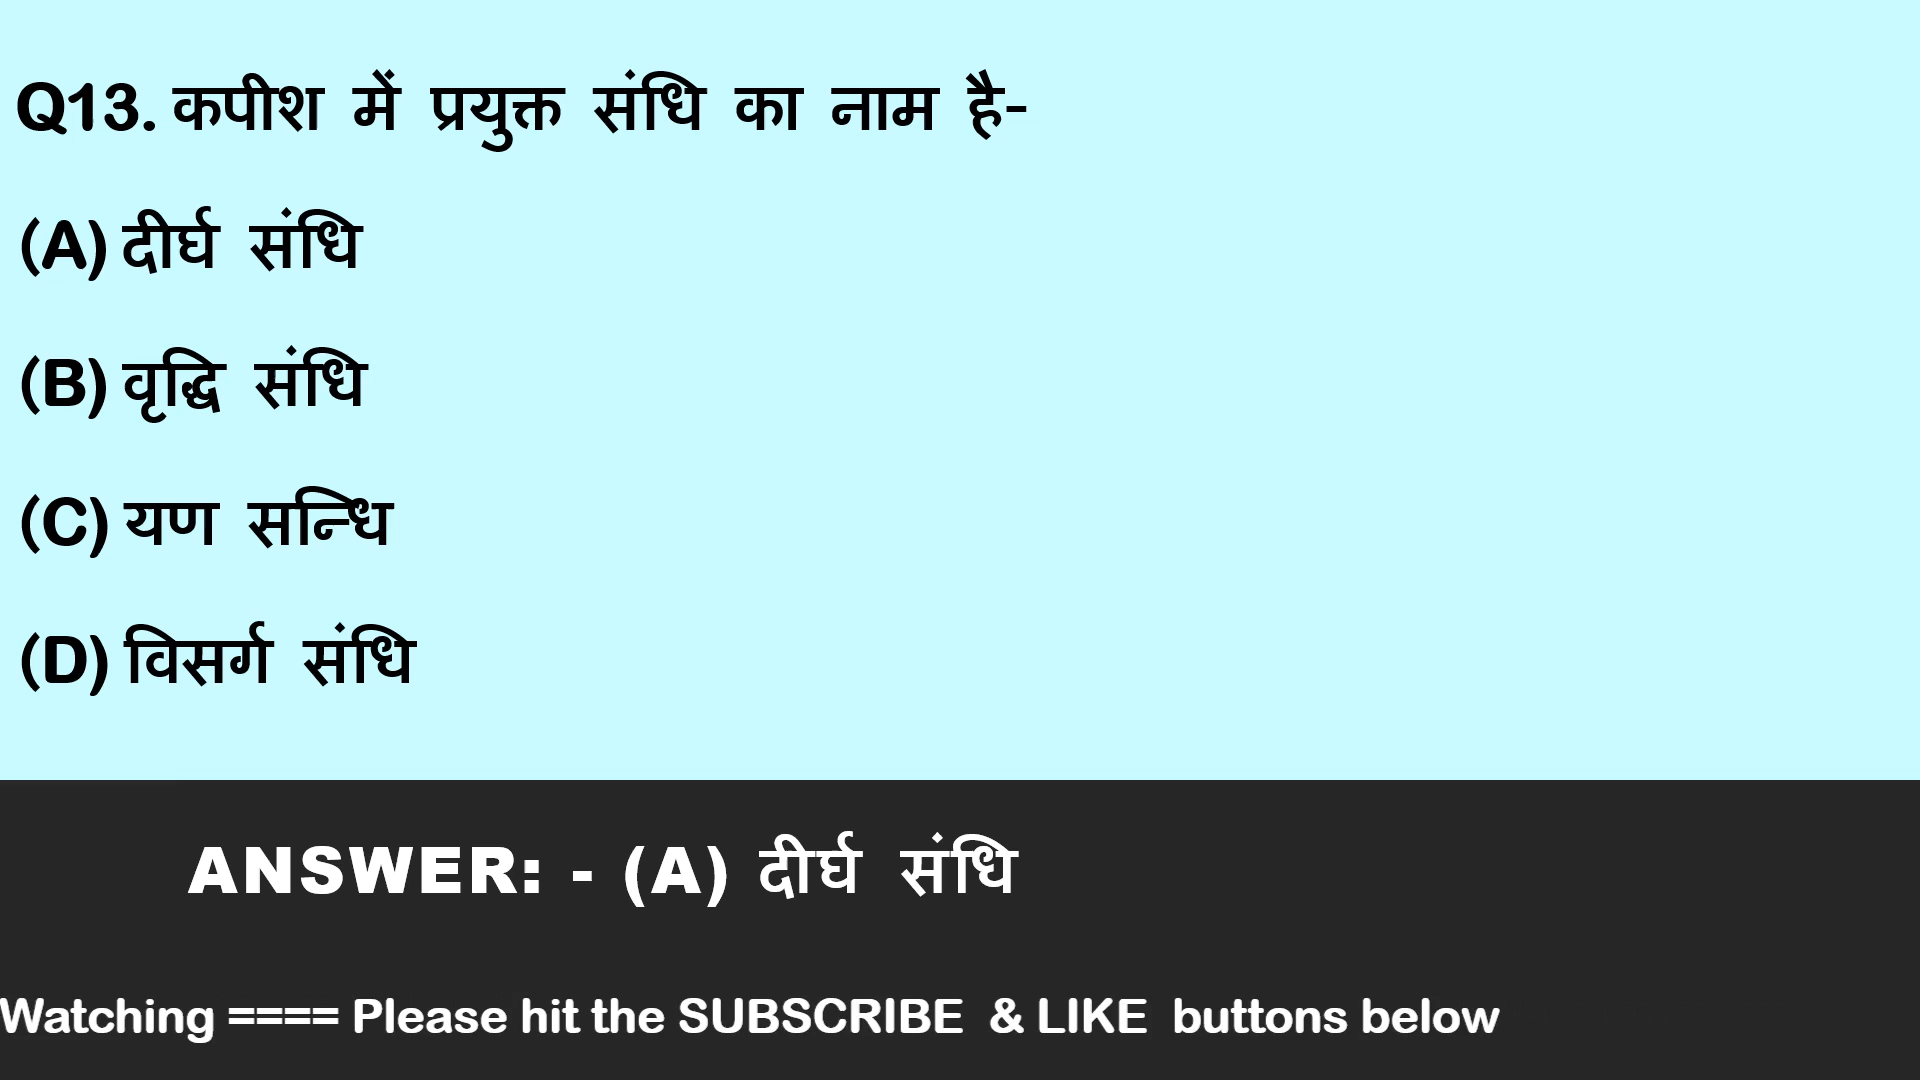 Q13. कपीश में प्रयुक्त संधि का नाम है-
(A) दीर्घ संधि
(B) वृद्धि संधि
(C) यण सन्धि
(D) विसर्ग संधि
ANSWER: - (A) दीर्घ संधि
Watching ==== Please hit the SUBSCRIBE & LIKE buttons below